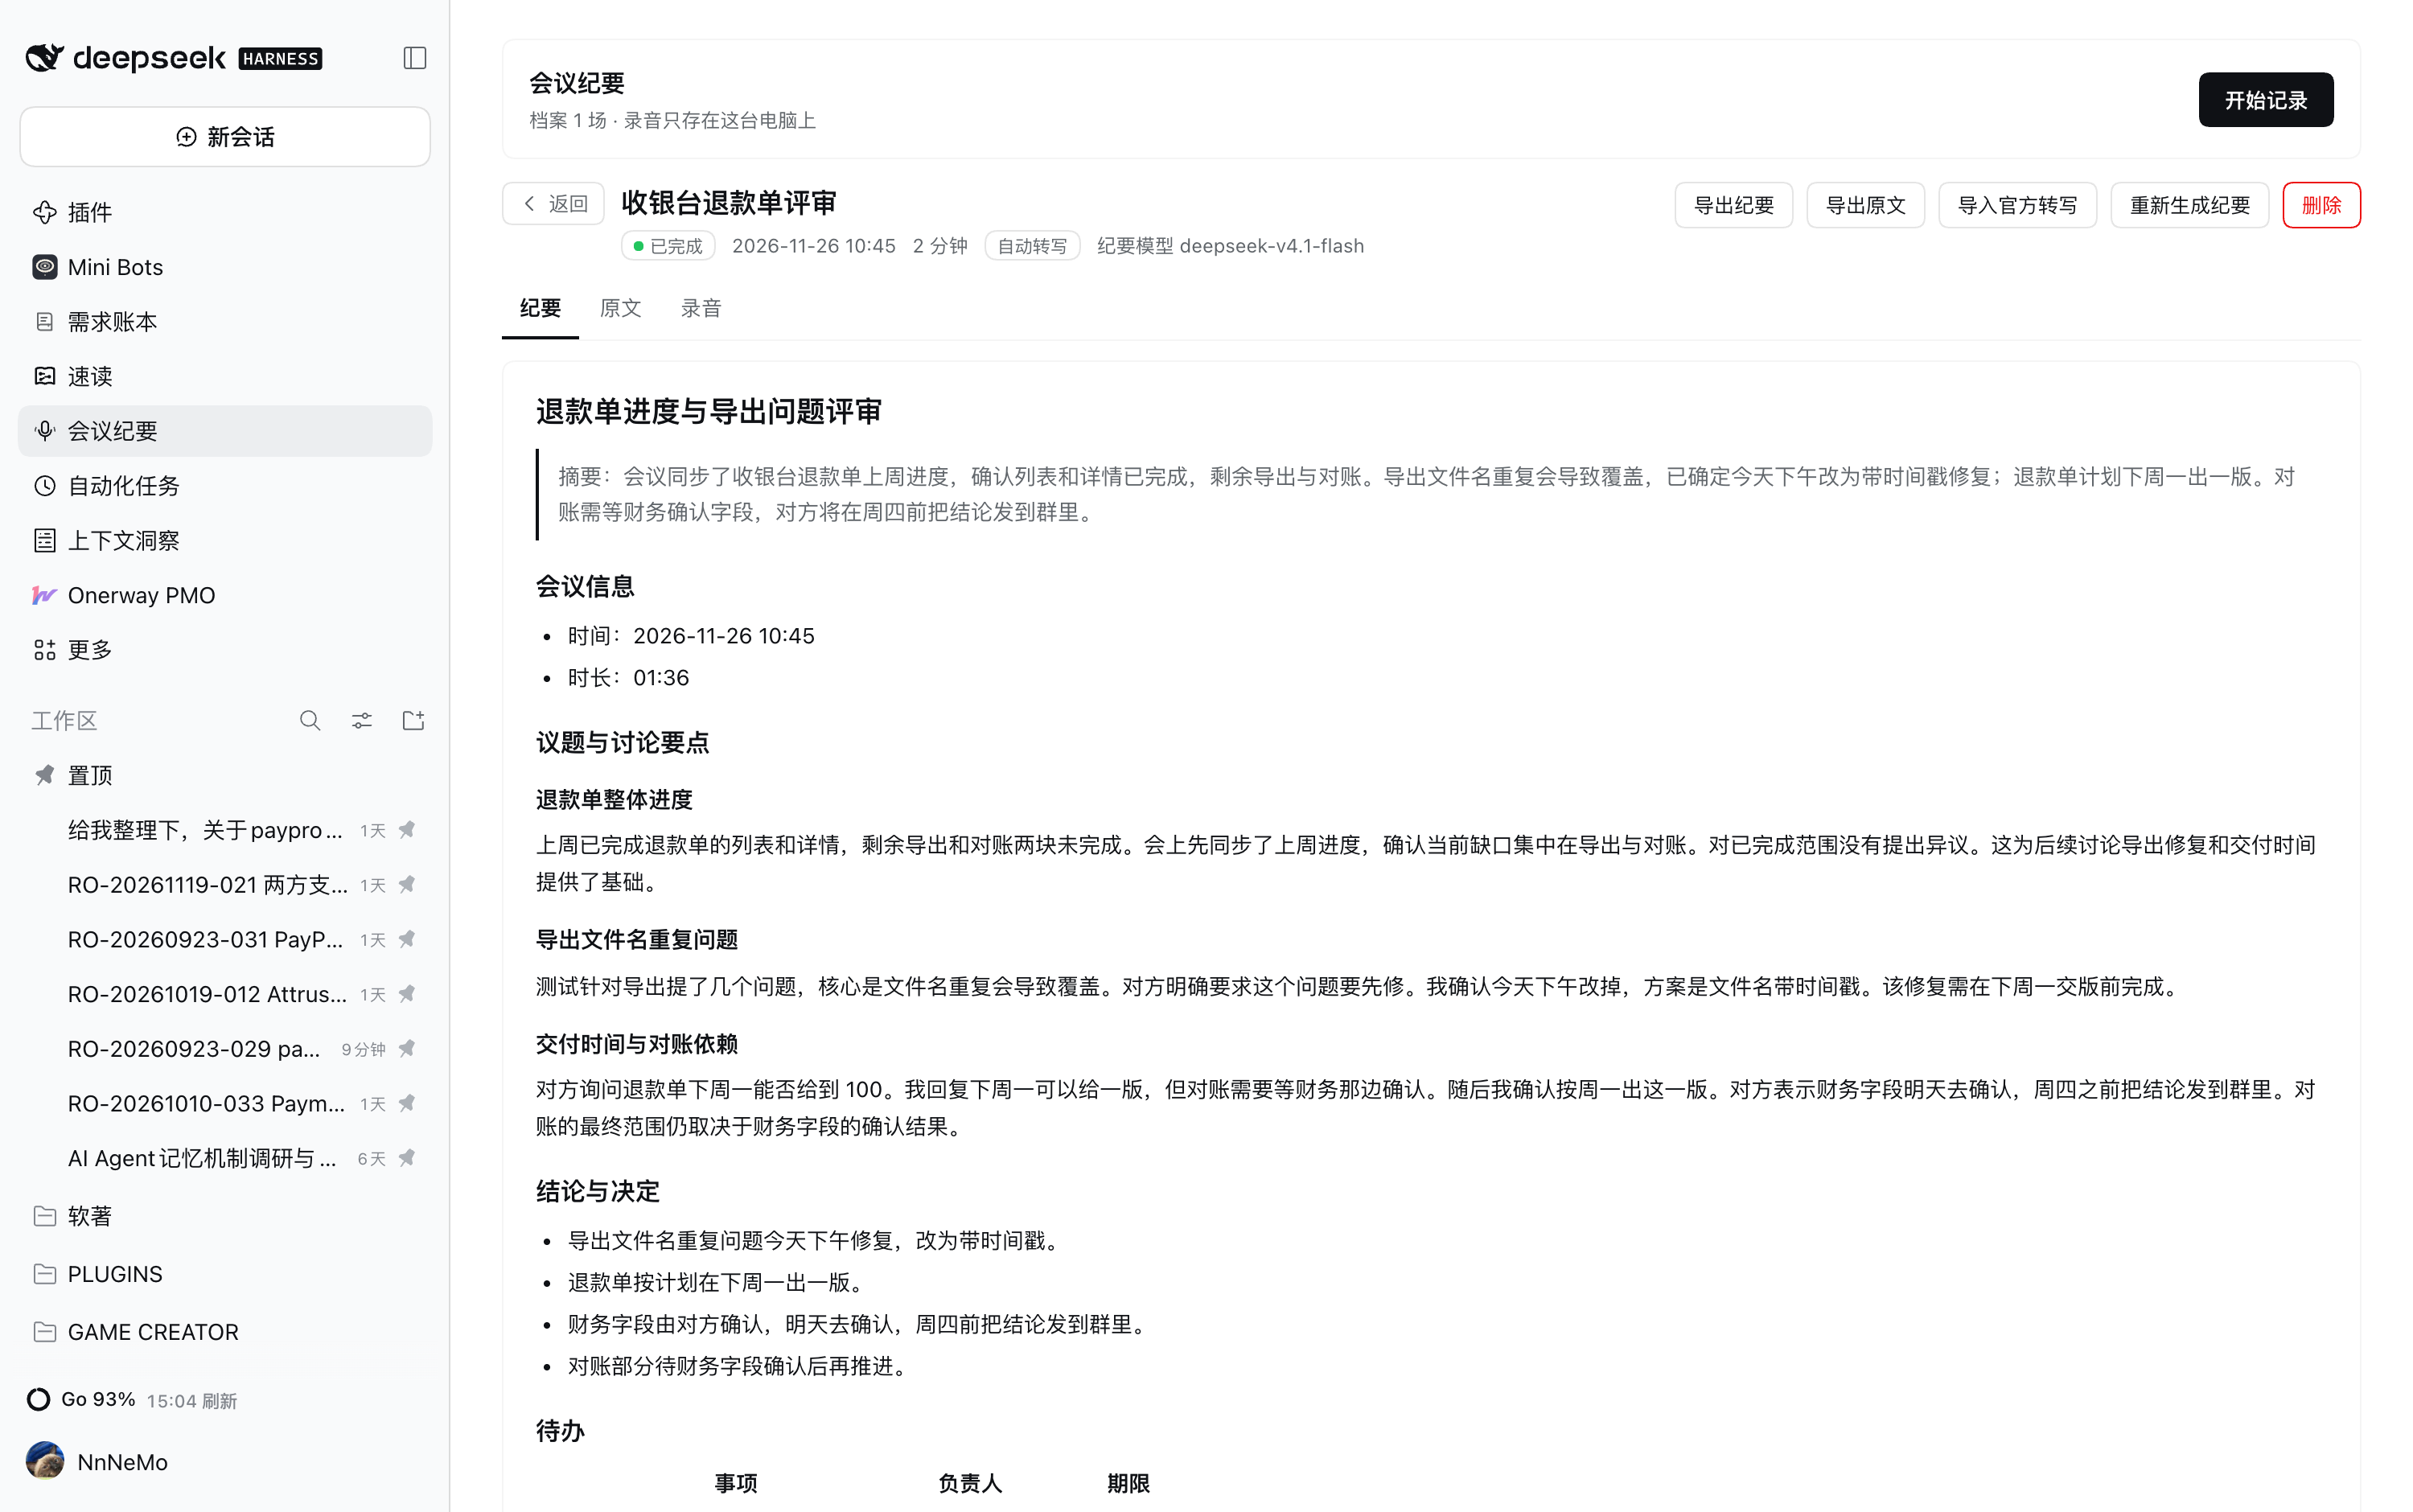 deepseek HARNESS
新会话
插件
Mini Bots
需求账本
速读
会议纪要
自动化任务
上下文洞察
Onerway PMO
更多
工作区
置顶
给我整理下，关于paypro... 1天
RO-20261119-021 两方支... 1天
RO-20260923-031 PayP... 1天
RO-20261019-012 Attrus... 1天
RO-20260923-029 pa... 9分钟
RO-20261010-033 Paym... 1天
AI Agent记忆机制调研与... 6天
软著
PLUGINS
GAME CREATOR
Go 93% 15:04 刷新
NnNeMo
会议纪要
档案 1 场 · 录音只存在这台电脑上
开始记录
返回
收银台退款单评审
导出纪要 导出原文 导入官方转写 重新生成纪要 删除
已完成 2026-11-26 10:45 2 分钟 自动转写 纪要模型 deepseek-v4.1-flash
纪要 原文 录音
退款单进度与导出问题评审
摘要：会议同步了收银台退款单上周进度，确认列表和详情已完成，剩余导出与对账。导出文件名重复会导致覆盖，已确定今天下午改为带时间戳修复；退款单计划下周一出一版。对
账需等财务确认字段，对方将在周四前把结论发到群里。
会议信息
• 时间：2026-11-26 10:45
• 时长：01:36
议题与讨论要点
退款单整体进度
上周已完成退款单的列表和详情，剩余导出和对账两块未完成。会上先同步了上周进度，确认当前缺口集中在导出与对账。对已完成范围没有提出异议。这为后续讨论导出修复和交付时间
提供了基础。
导出文件名重复问题
测试针对导出提了几个问题，核心是文件名重复会导致覆盖。对方明确要求这个问题要先修。我确认今天下午改掉，方案是文件名带时间戳。该修复需在下周一交版前完成。
交付时间与对账依赖
对方询问退款单下周一能否给到 100。我回复下周一可以给一版，但对账需要等财务那边确认。随后我确认按周一出这一版。对方表示财务字段明天去确认，周四之前把结论发到群里。对
账的最终范围仍取决于财务字段的确认结果。
结论与决定
• 导出文件名重复问题今天下午修复，改为带时间戳。
• 退款单按计划在下周一出一版。
• 财务字段由对方确认，明天去确认，周四前把结论发到群里。
• 对账部分待财务字段确认后再推进。
待办
事项 负责人 期限